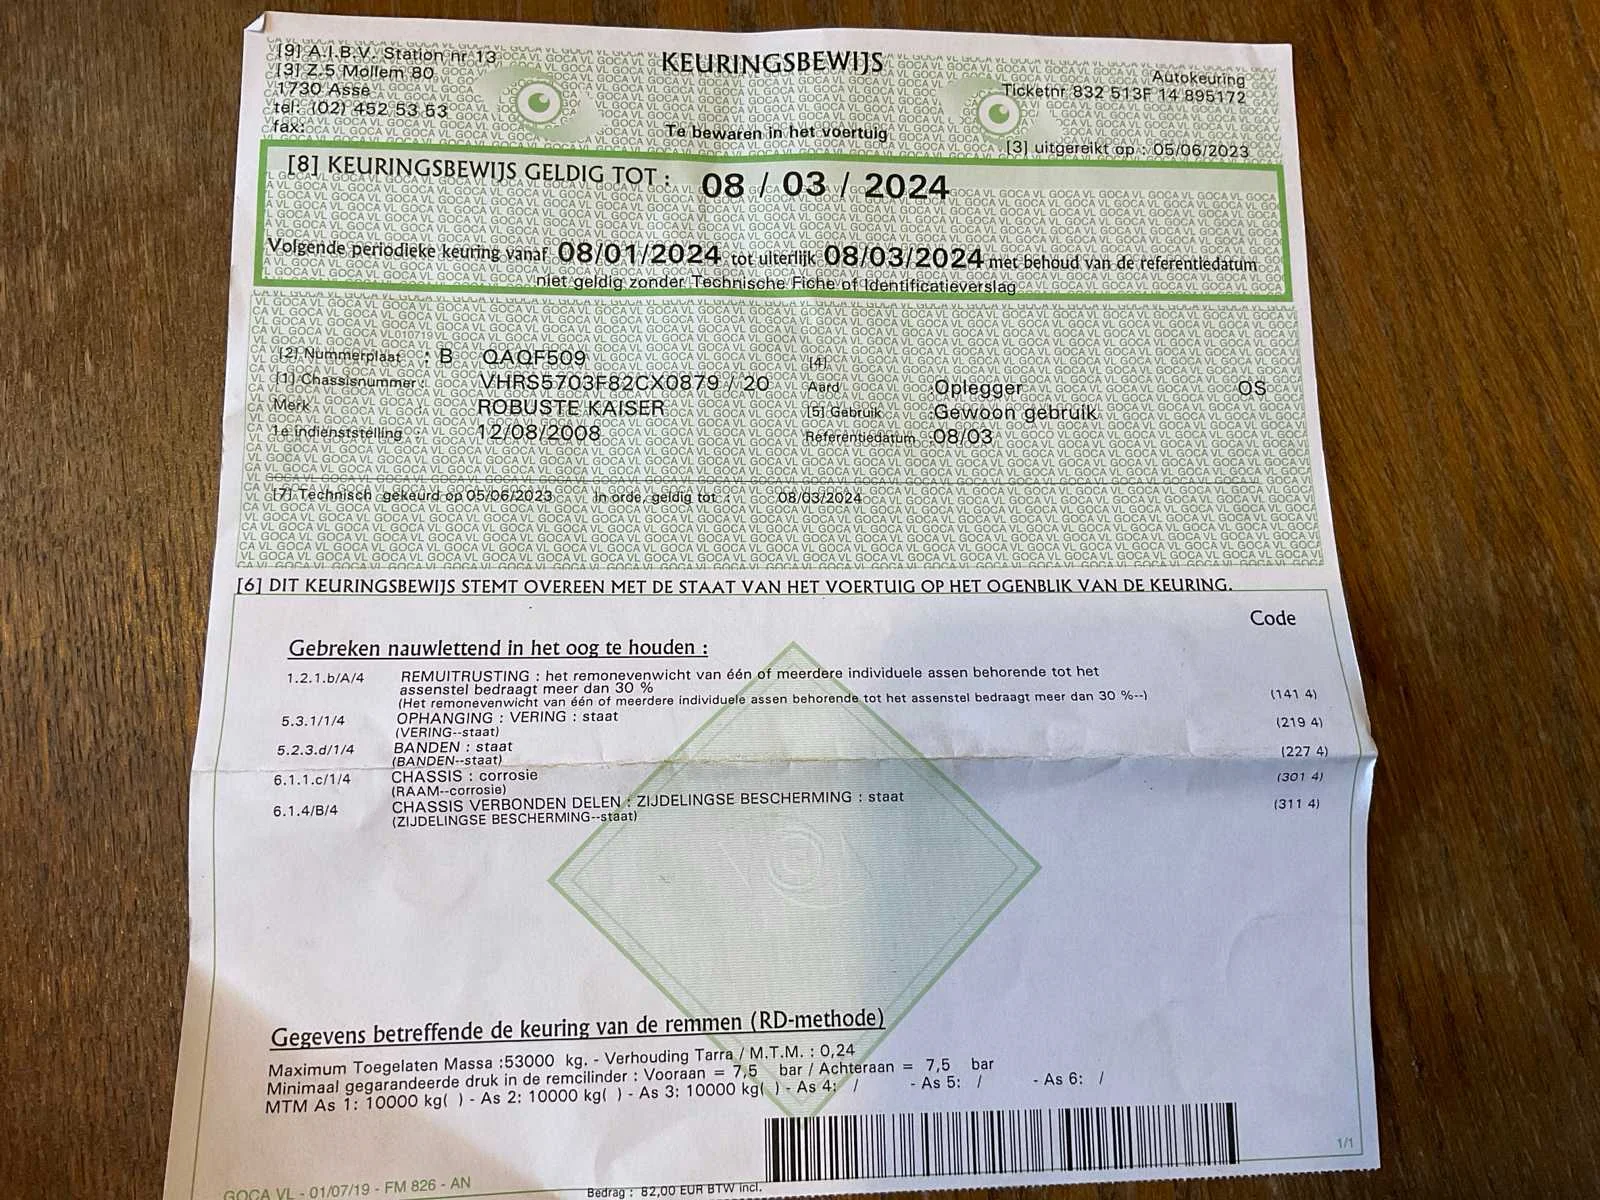 [9] A.I.B.V. Station nr 13
[3] Z.5 Mollem 80
1730 Asse
tel: (02) 452 53 53
fax:
KEURINGSBEWIJS
Te bewaren in het voertuig
Autokeuring
Ticketnr 832 513F 14 895172
[3] uitgereikt op : 05/06/2023
[8] KEURINGSBEWIJS GELDIG TOT : 08 / 03 / 2024
Volgende periodieke keuring vanaf 08/01/2024 tot uiterlijk 08/03/2024 met behoud van de referentiedatum
niet geldig zonder Technische Fiche of Identificatieverslag
[2] Nummerplaat : B QAQF509 [4]
[1] Chassisnummer : VHRS5703F82CX0879 / 20 Aard : Oplegger OS
Merk : ROBUSTE KAISER [5] Gebruik : Gewoon gebruik
1e indienststelling : 12/08/2008 Referentiedatum : 08/03
[7] Technisch gekeurd op 05/06/2023 In orde, geldig tot : 08/03/2024
[6] DIT KEURINGSBEWIJS STEMT OVEREEN MET DE STAAT VAN HET VOERTUIG OP HET OGENBLIK VAN DE KEURING.
Code
Gebreken nauwlettend in het oog te houden :
1.2.1.b/A/4 REMUITRUSTING : het remonevenwicht van één of meerdere individuele assen behorende tot het
assenstel bedraagt meer dan 30 %
(Het remonevenwicht van één of meerdere individuele assen behorende tot het assenstel bedraagt meer dan 30 %--) (141 4)
5.3.1/1/4 OPHANGING : VERING : staat (219 4)
(VERING--staat)
5.2.3.d/1/4 BANDEN : staat (227 4)
(BANDEN--staat)
6.1.1.c/1/4 CHASSIS : corrosie (301 4)
(RAAM--corrosie)
6.1.4/B/4 CHASSIS VERBONDEN DELEN : ZIJDELINGSE BESCHERMING : staat (311 4)
(ZIJDELINGSE BESCHERMING--staat)
Gegevens betreffende de keuring van de remmen (RD-methode)
Maximum Toegelaten Massa :53000 kg. - Verhouding Tarra / M.T.M. : 0,24
Minimaal gegarandeerde druk in de remcilinder : Vooraan = 7,5 bar / Achteraan = 7,5 bar
MTM As 1: 10000 kg( ) - As 2: 10000 kg( ) - As 3: 10000 kg( ) - As 4: / - As 5: / - As 6: /
1/1
GOCA VL - 01/07/19 - FM 826 - AN
Bedrag : 82,00 EUR BTW incl.